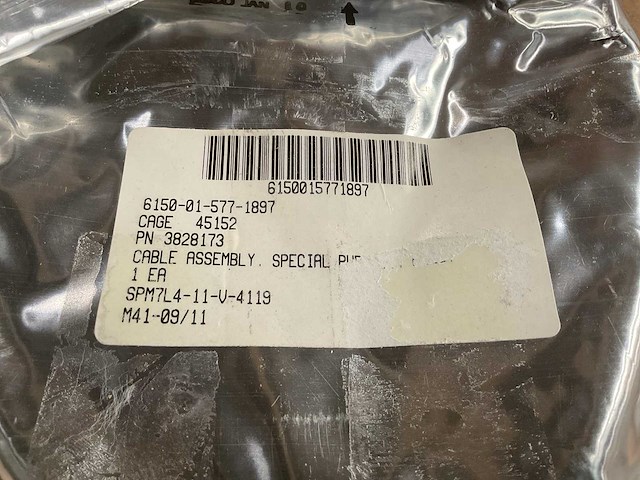 6150015771897
6150-01-577-1897
CAGE 45152
PN 3828173
CABLE ASSEMBLY, SPECIAL
1 EA
SPM7L4-11-V-4119
M41-09/11